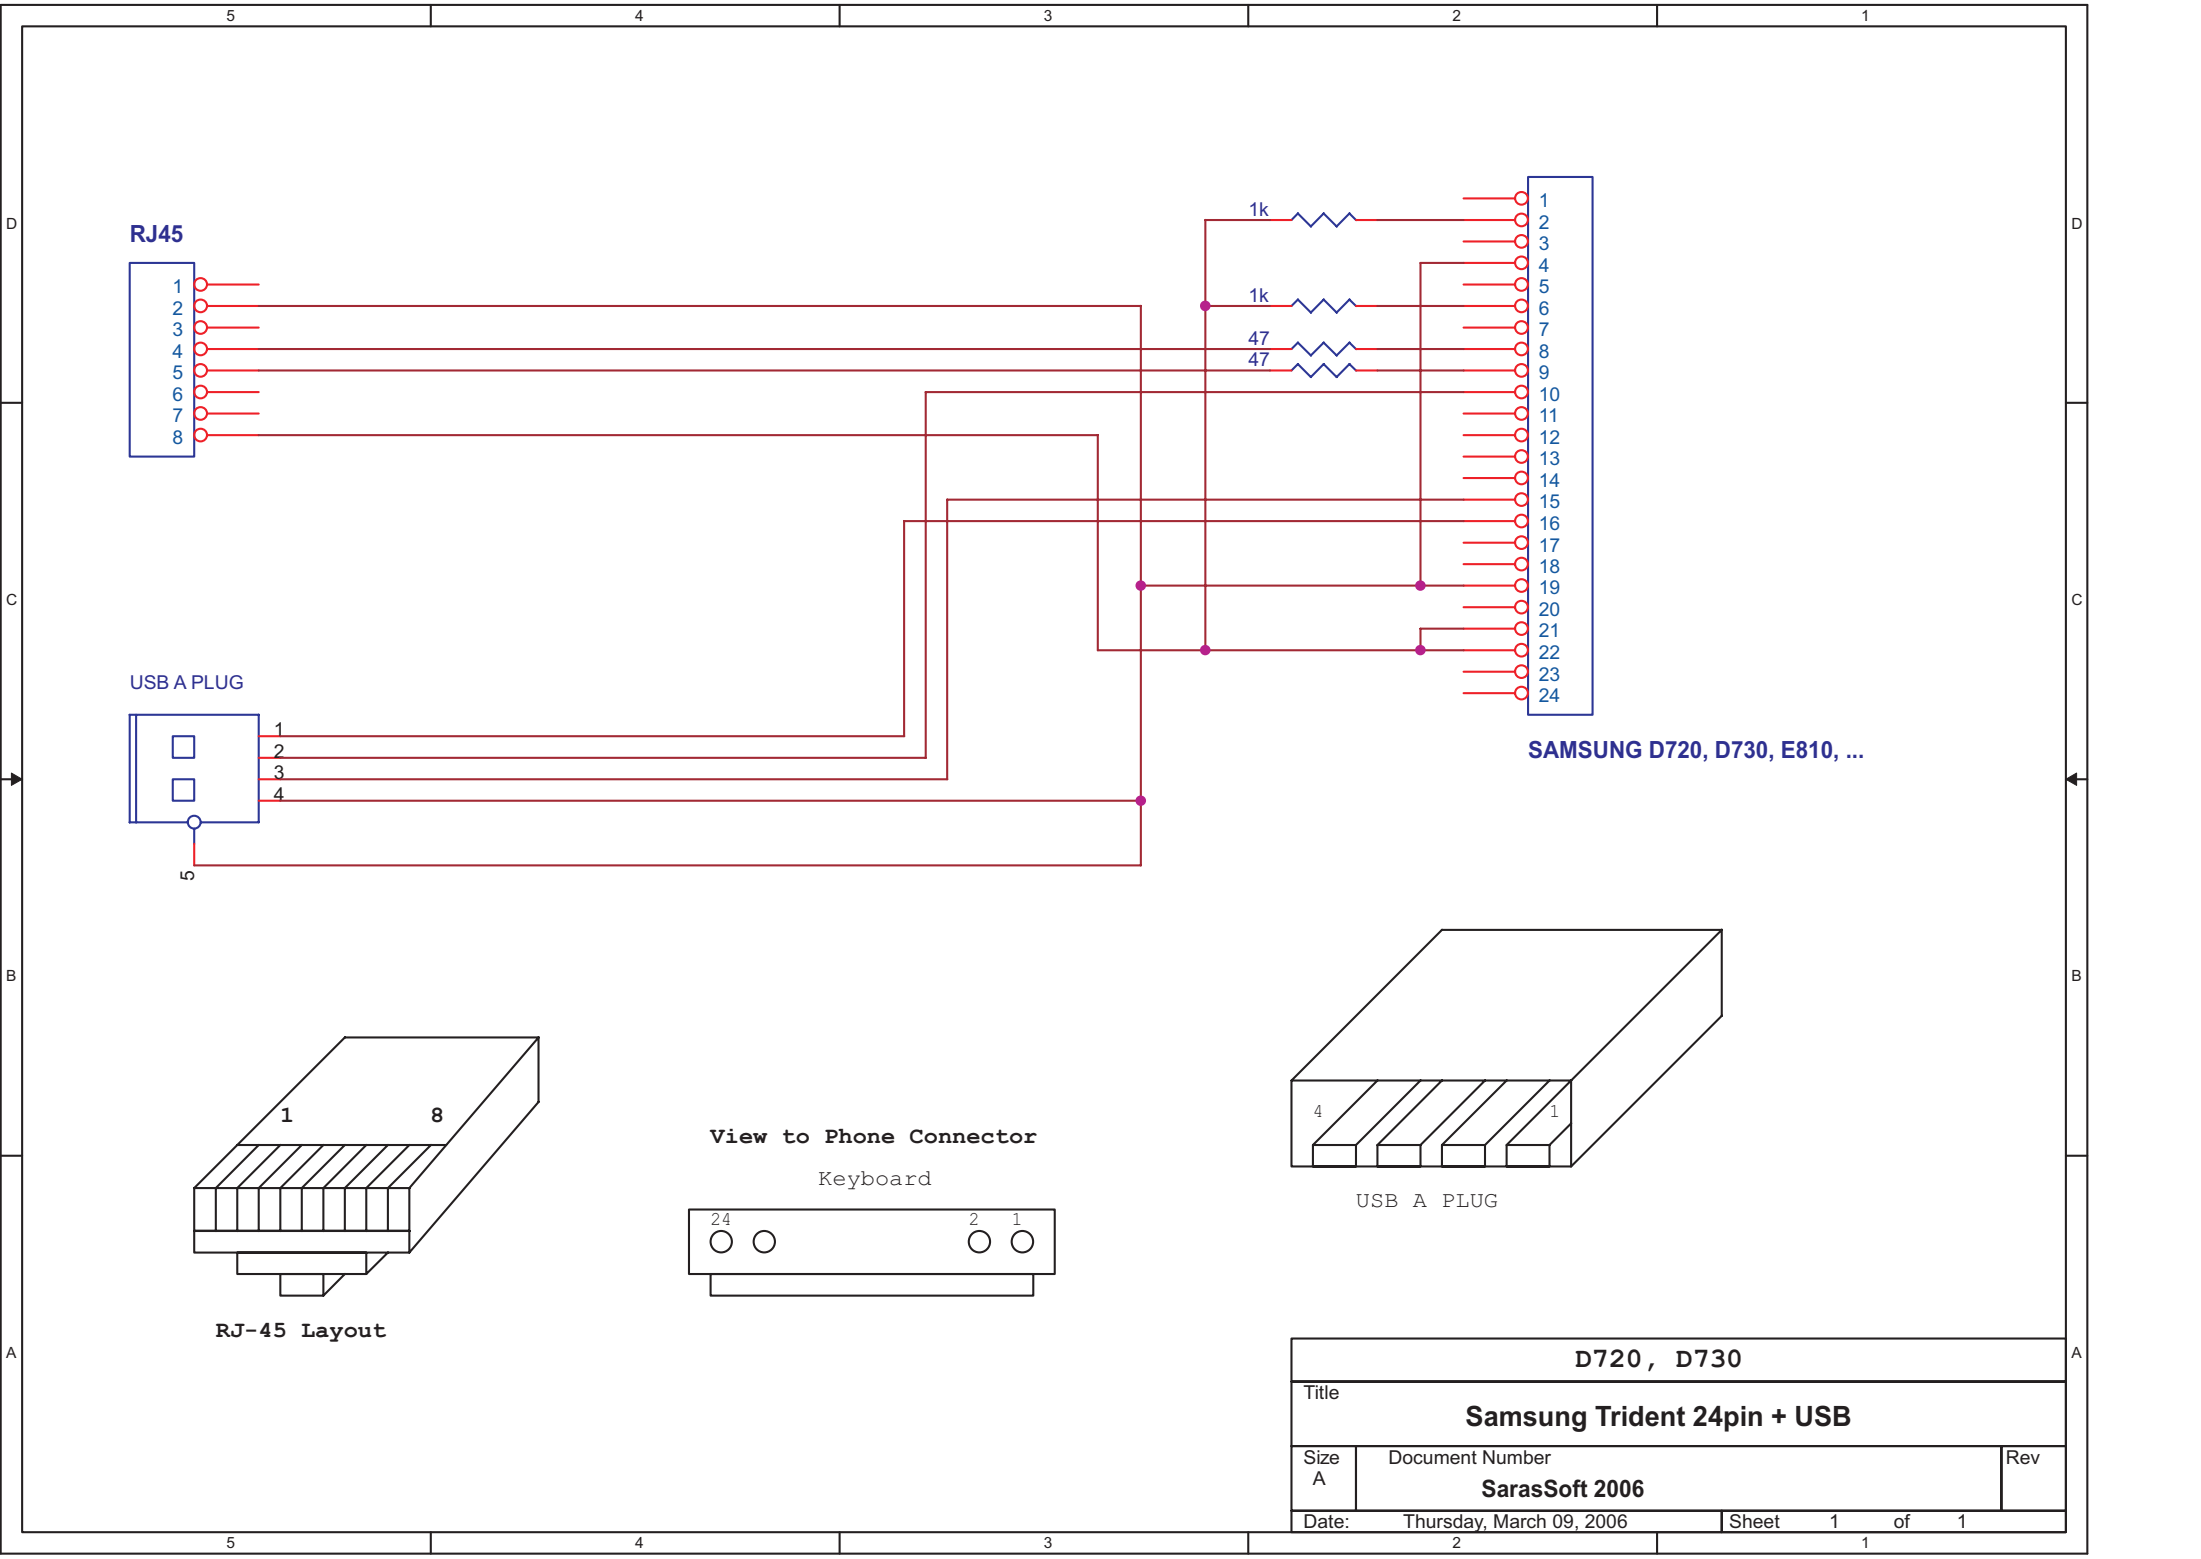 5 4 3 2 1
D D
C C
B B
A A
RJ45
1
2
3
4
5
6
7
8
1k
1k
47
47
1
2
3
4
5
6
7
8
9
10
11
12
13
14
15
16
17
18
19
20
21
22
23
24
SAMSUNG D720, D730, E810, ...
USB A PLUG
1
2
3
4
5
1 8
RJ-45 Layout
View to Phone Connector
Keyboard
24 2 1
4 1
USB A PLUG
D720, D730
Title
Samsung Trident 24pin + USB
Size Document Number Rev
A SarasSoft 2006
Date: Thursday, March 09, 2006 Sheet 1 of 1
5 4 3 2 1